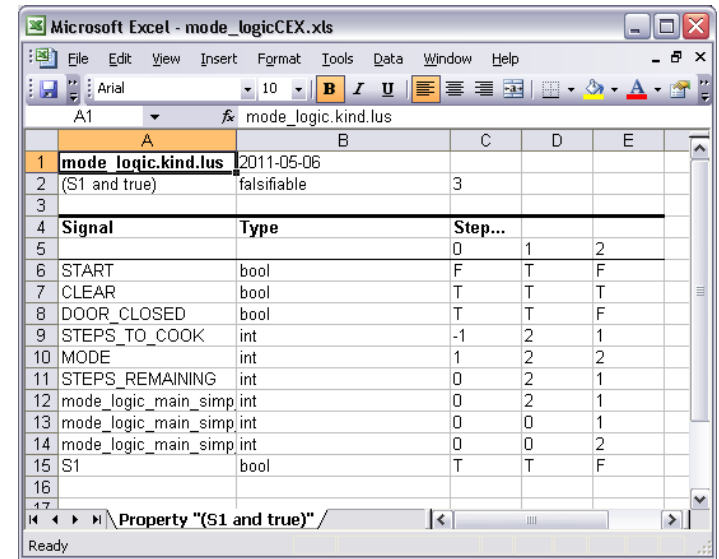 Microsoft Excel - mode_logicCEX.xls
File Edit View Insert Format Tools Data Window Help
Arial 10 B I U A
A1 fx mode_logic.kind.lus
A B C D E
1 mode_logic.kind.lus 2011-05-06
2 (S1 and true) falsifiable 3
3
4 Signal Type Step...
5 0 1 2
6 START bool F T F
7 CLEAR bool T T T
8 DOOR_CLOSED bool T T F
9 STEPS_TO_COOK int -1 2 1
10 MODE int 1 2 2
11 STEPS_REMAINING int 0 2 1
12 mode_logic_main_simp int 0 2 1
13 mode_logic_main_simp int 0 0 1
14 mode_logic_main_simp int 0 0 2
15 S1 bool T T F
16
17
Property "(S1 and true)"
Ready